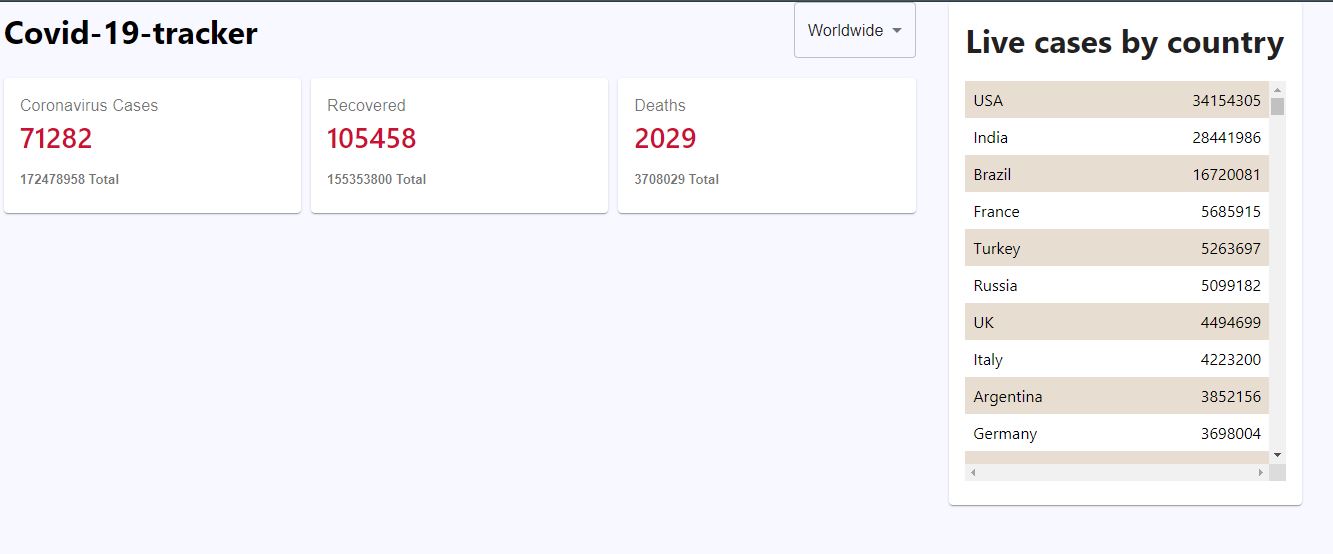 Covid-19-tracker
Worldwide
Coronavirus Cases
71282
172478958 Total
Recovered
105458
155353800 Total
Deaths
2029
3708029 Total
Live cases by country
USA 34154305
India 28441986
Brazil 16720081
France 5685915
Turkey 5263697
Russia 5099182
UK 4494699
Italy 4223200
Argentina 3852156
Germany 3698004